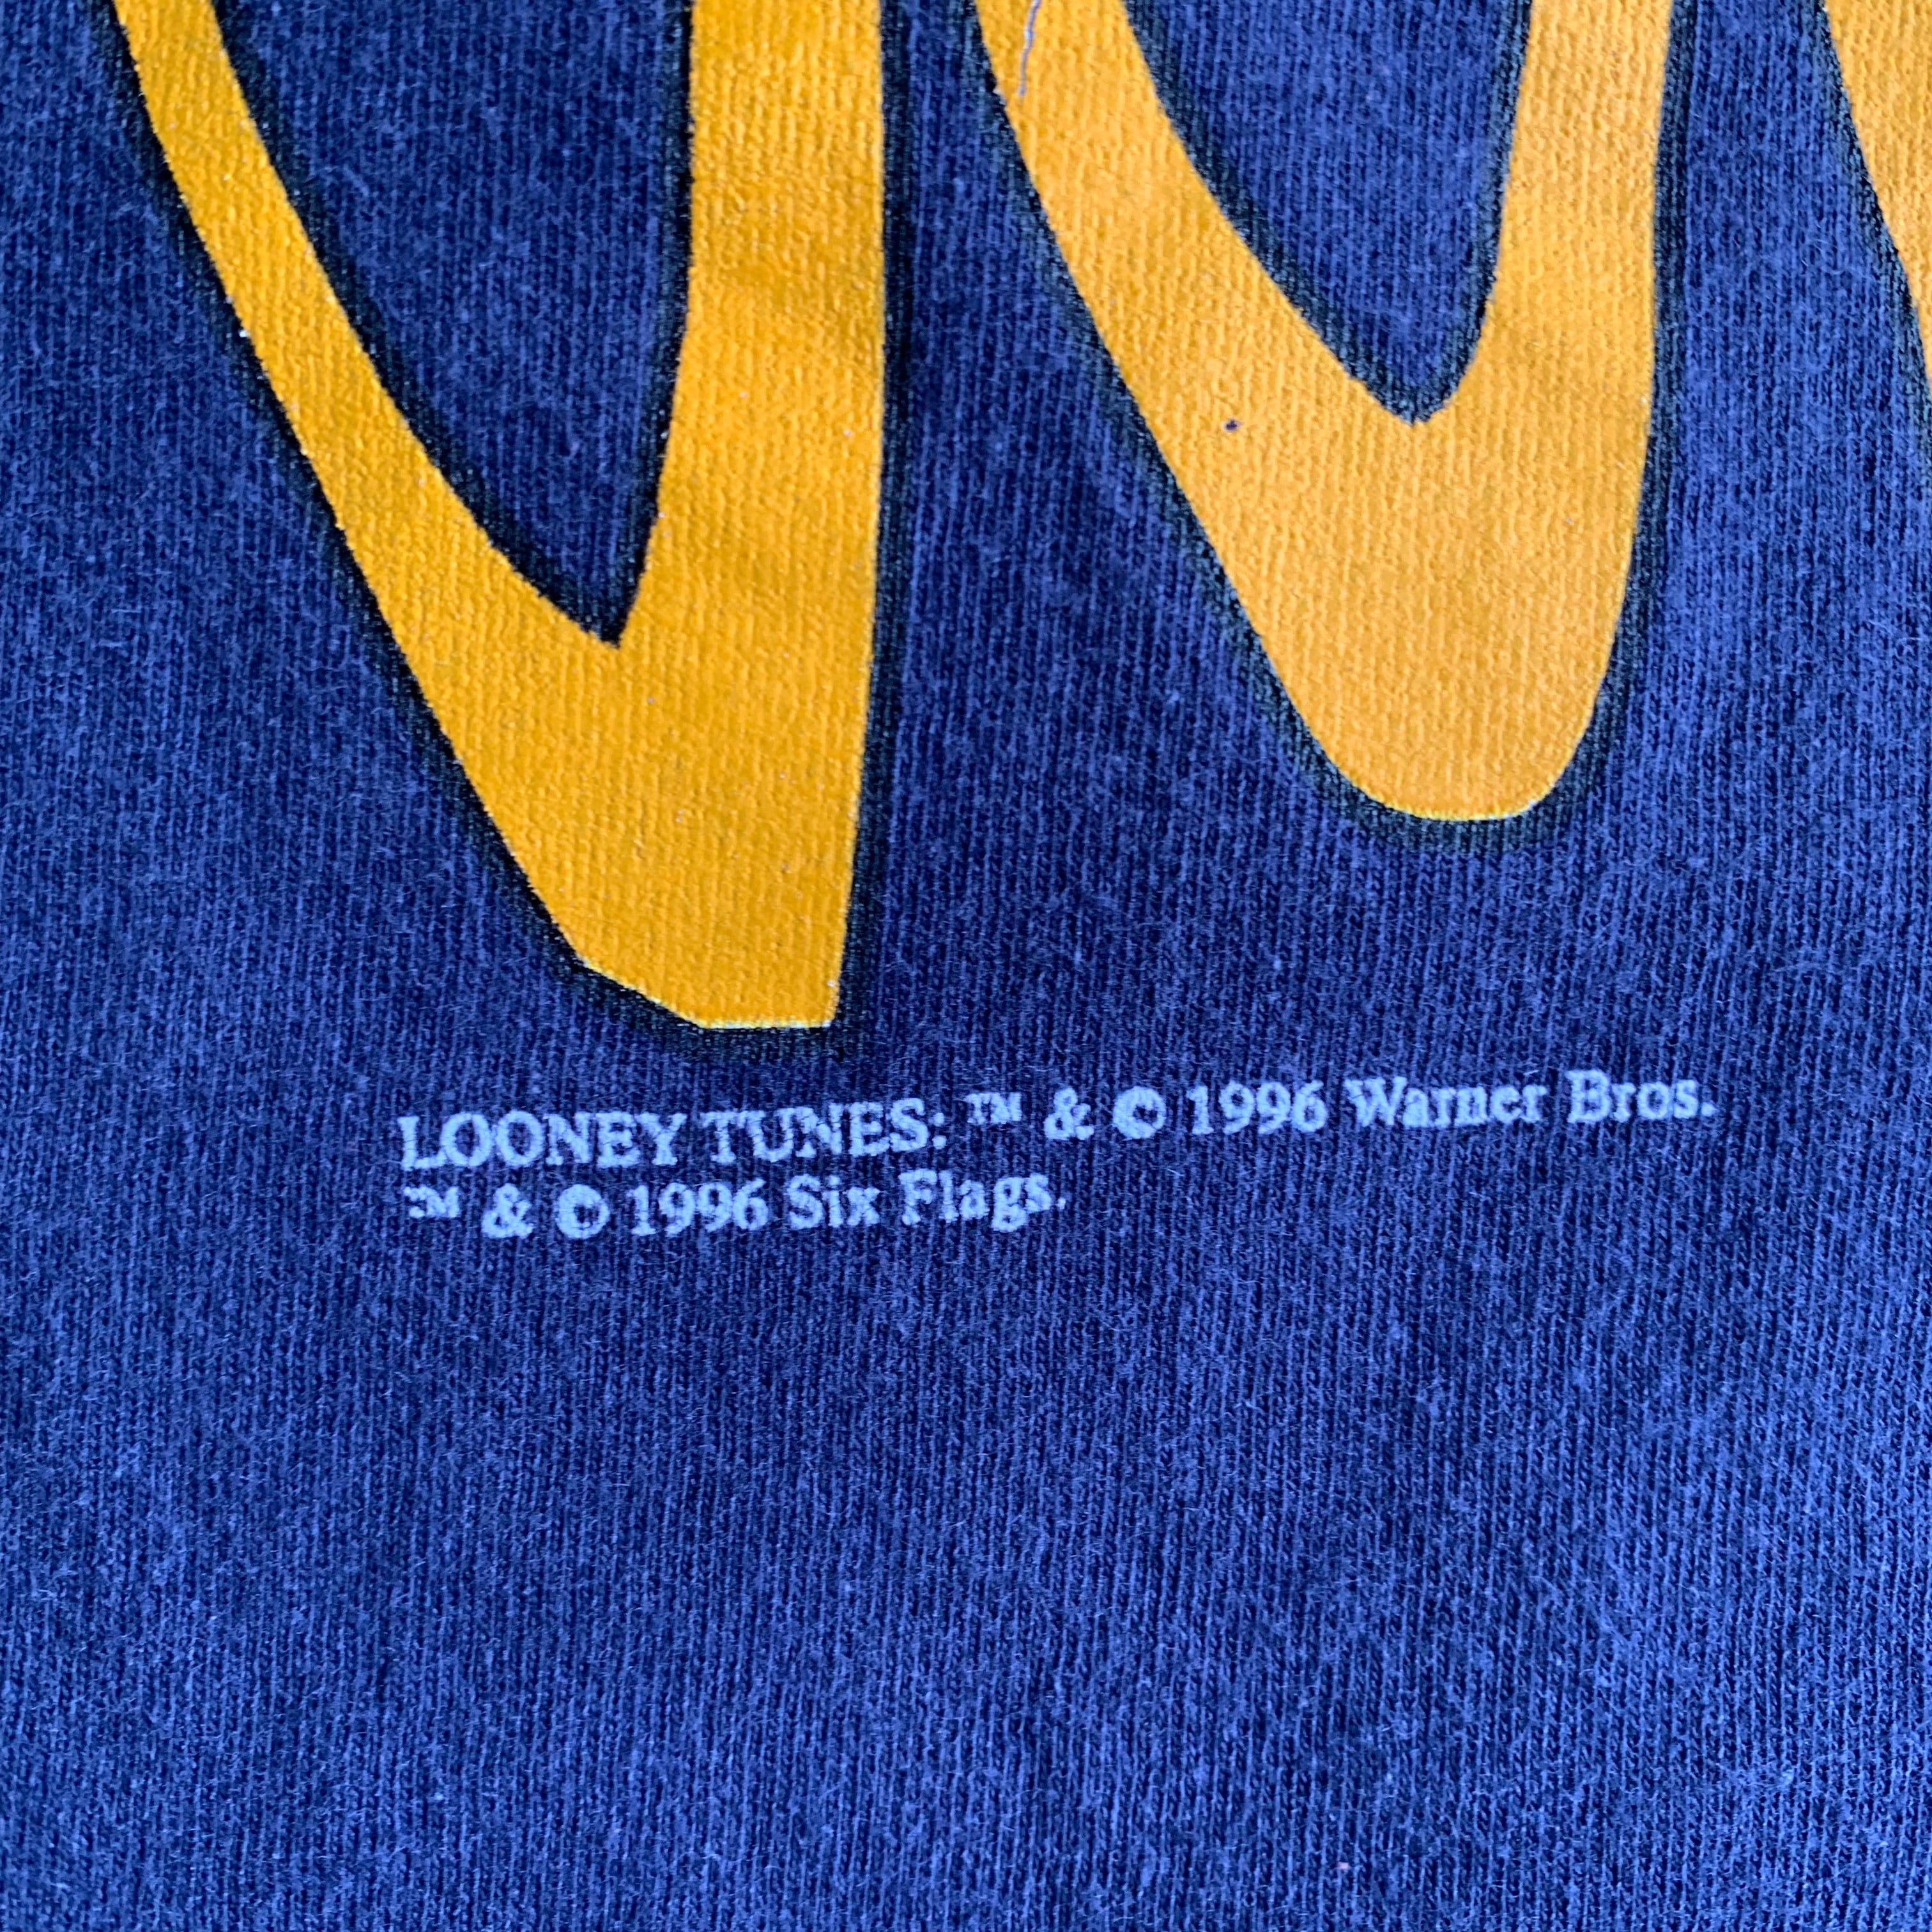 LOONEY TUNES: ™ & © 1996 Warner Bros.
™ & © 1996 Six Flags.